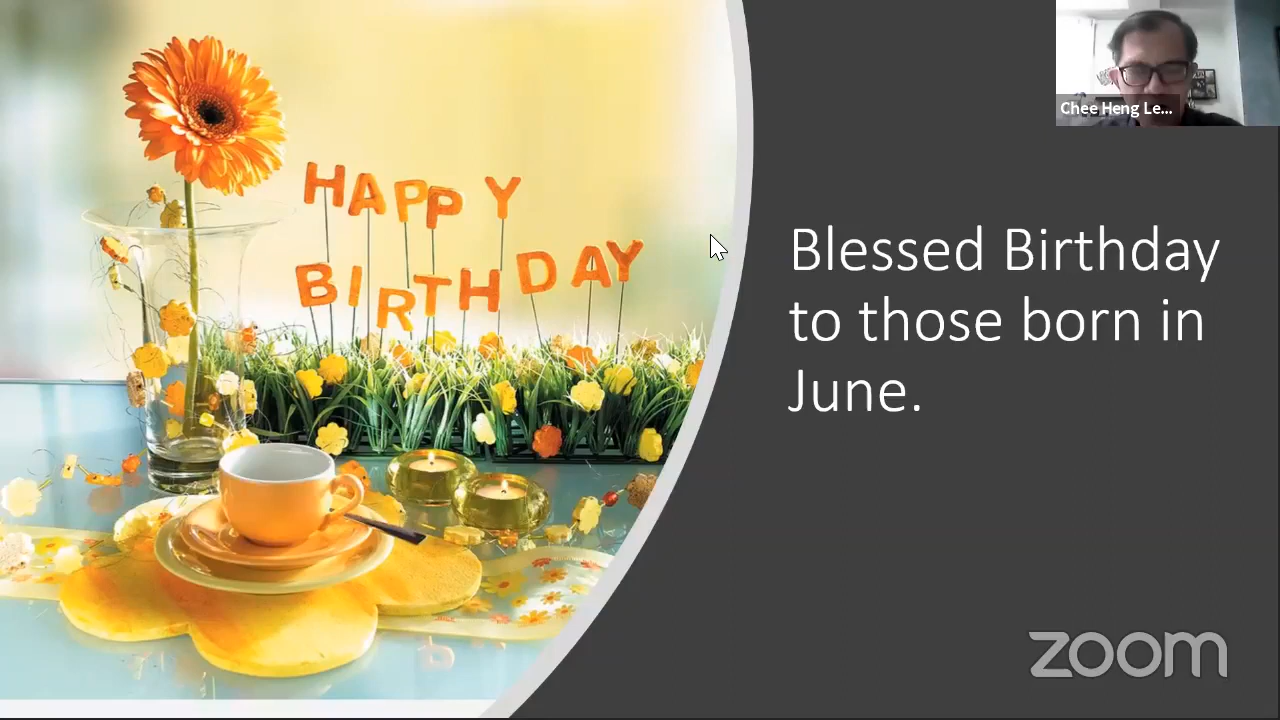 Chee Heng Le...
HAPPY
BIRTHDAY
Blessed Birthday
to those born in
June.
zoom